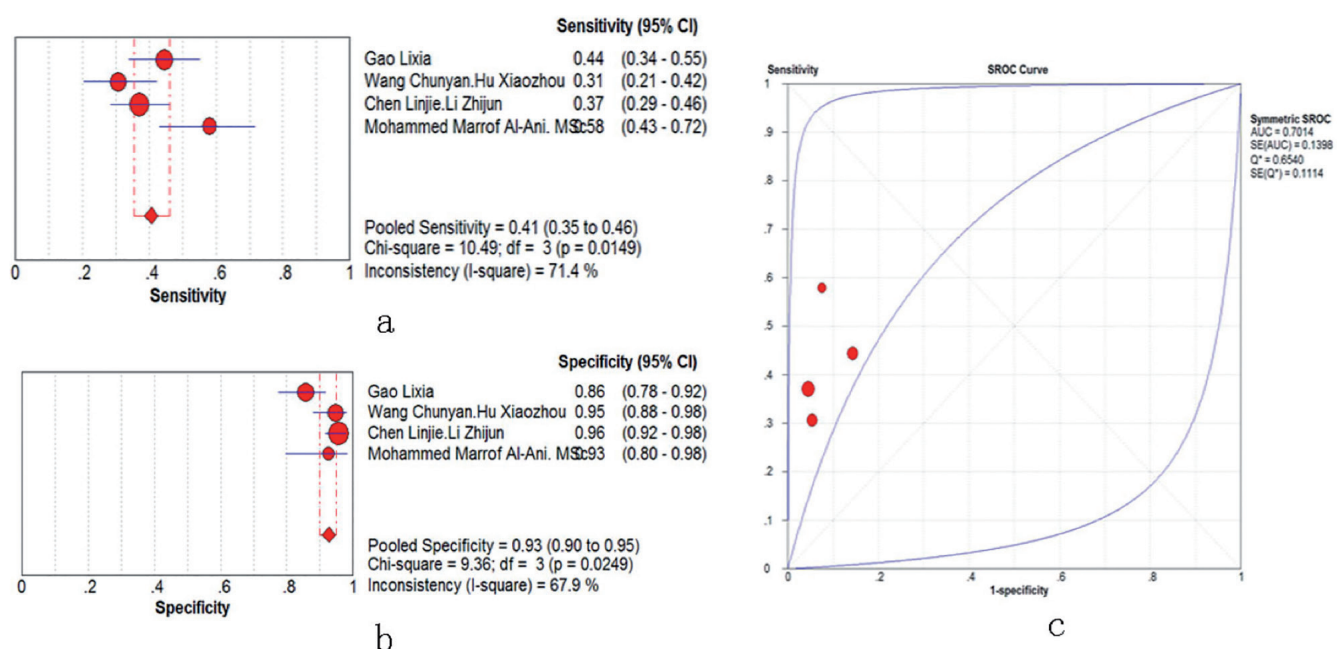 Sensitivity (95% CI)
Gao Lixia 0.44 (0.34 - 0.55)
Wang Chunyan.Hu Xiaozhou 0.31 (0.21 - 0.42)
Chen Linjie.Li Zhijun 0.37 (0.29 - 0.46)
Mohammed Marrof Al-Ani. MSc 0.58 (0.43 - 0.72)
Pooled Sensitivity = 0.41 (0.35 to 0.46)
Chi-square = 10.49; df = 3 (p = 0.0149)
Inconsistency (I-square) = 71.4 %
0 .2 .4 .6 .8 1
Sensitivity
a
Specificity (95% CI)
Gao Lixia 0.86 (0.78 - 0.92)
Wang Chunyan.Hu Xiaozhou 0.95 (0.88 - 0.98)
Chen Linjie.Li Zhijun 0.96 (0.92 - 0.98)
Mohammed Marrof Al-Ani. MSc 0.93 (0.80 - 0.98)
Pooled Specificity = 0.93 (0.90 to 0.95)
Chi-square = 9.36; df = 3 (p = 0.0249)
Inconsistency (I-square) = 67.9 %
0 .2 .4 .6 .8 1
Specificity
b
Sensitivity SROC Curve
1
.9
.8
.7
.6
.5
.4
.3
.2
.1
0
0 .2 .4 .6 .8 1
1-specificity
Symmetric SROC
AUC = 0.7014
SE(AUC) = 0.1398
Q* = 0.6540
SE(Q*) = 0.1114
c